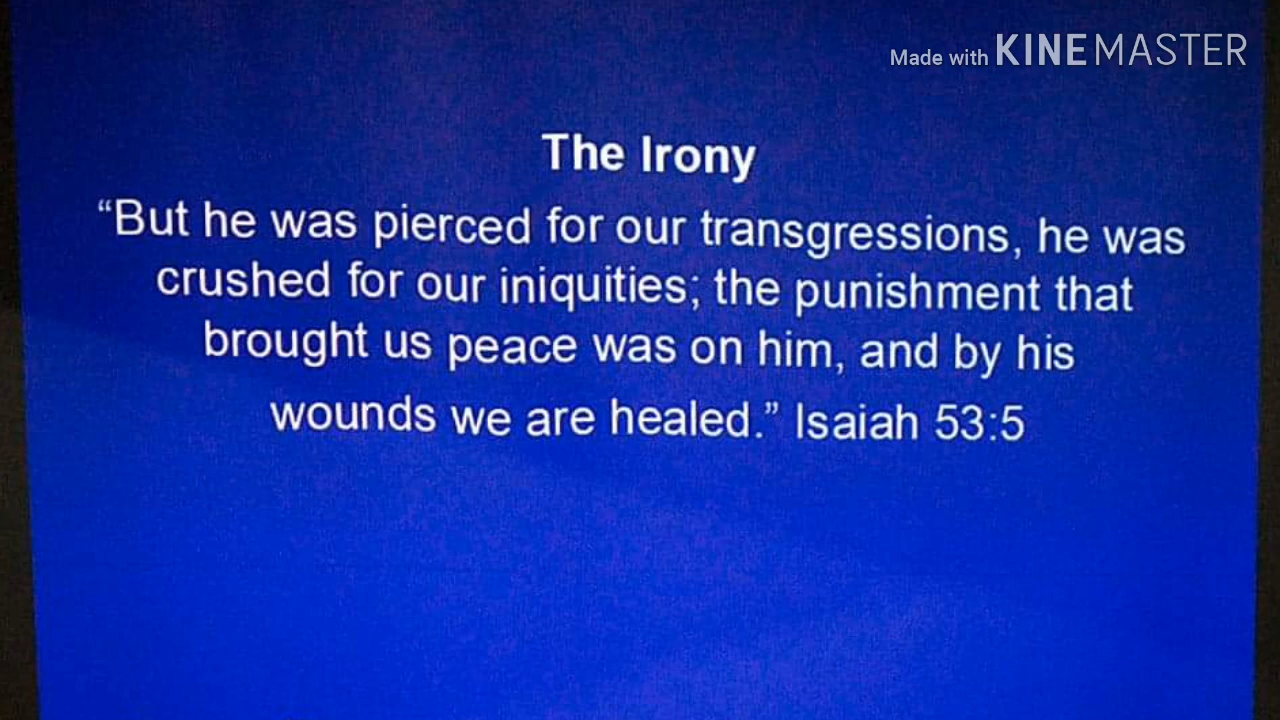 Made with KINEMASTER
The Irony
“But he was pierced for our transgressions, he was
crushed for our iniquities; the punishment that
brought us peace was on him, and by his
wounds we are healed.” Isaiah 53:5